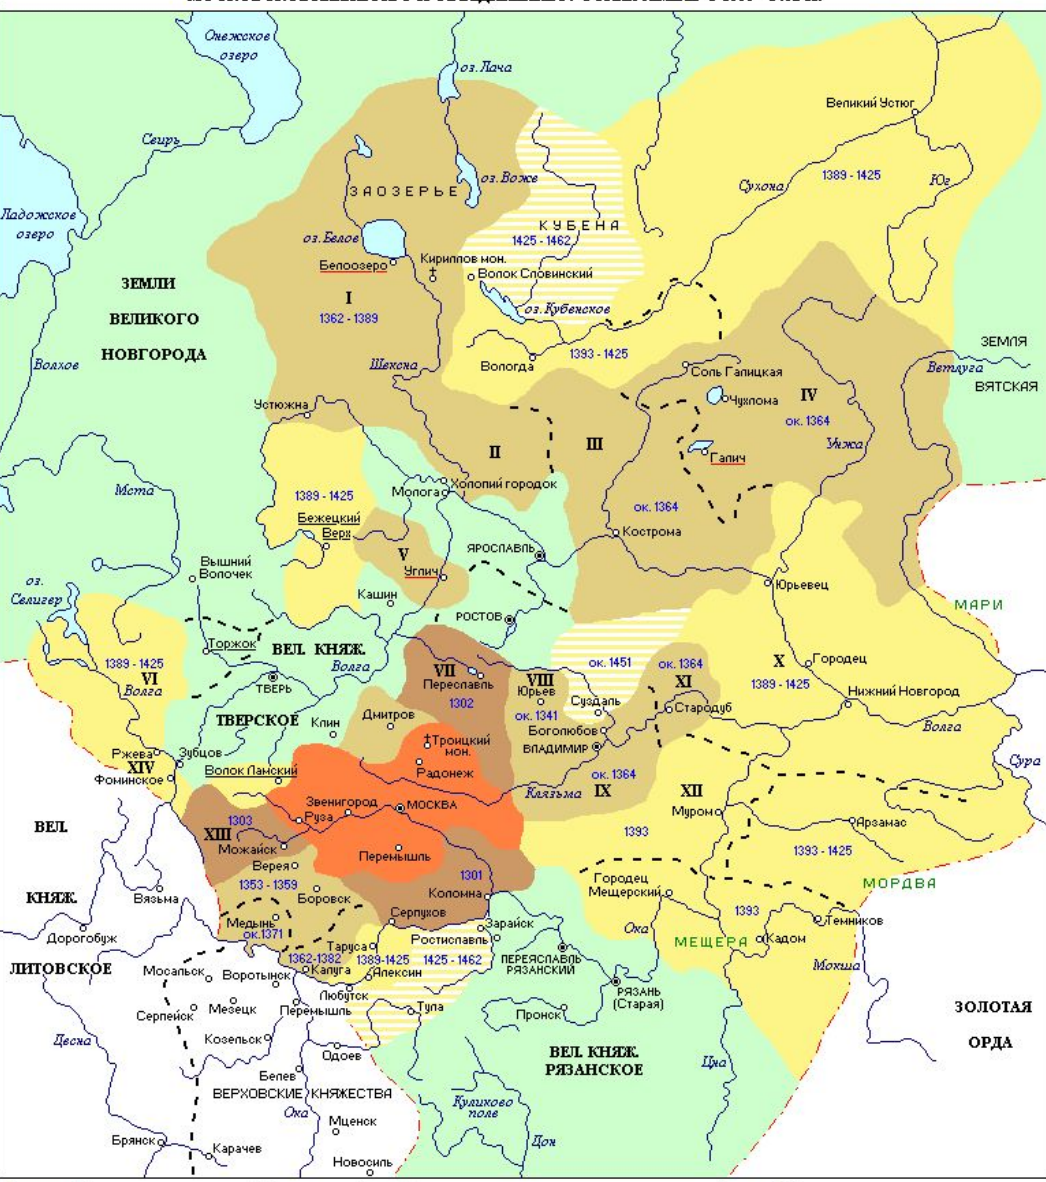 Онежское
озеро
оз. Лача
Великий Устюг
Свирь
ЗАОЗЕРЬЕ
оз. Воже
Сухона
1389 - 1425
Юг
Ладожское
озеро
КУБЕНА
1425 - 1462
оз. Белое
Белоозеро
Кириллов мон.
Волок Словинский
ЗЕМЛИ
ВЕЛИКОГО
НОВГОРОДА
I
1362 - 1389
оз. Кубенское
Волхов
Шексна
Вологда
1393 - 1425
ЗЕМЛЯ
ВЯТСКАЯ
Ветлуга
Соль Галицкая
Чухлома
IV
ок. 1364
Устюжна
II
III
Галич
Унжа
Мста
1389 - 1425
Молога
Холопий городок
ок. 1364
Бежецкий
Верх
Кострома
V
Углич
ЯРОСЛАВЛЬ
Вышний
Волочек
оз.
Селигер
Кашин
Юрьевец
МАРИ
РОСТОВ
Торжок
ВЕЛ. КНЯЖ.
Волга
ТВЕРЬ
ТВЕРСКОЕ
1389 - 1425
VI
Волга
VII
Переславль
1302
VIII
Юрьев
ок. 1341
ок. 1451
ок. 1364
XI
X
1389 - 1425
Городец
Нижний Новгород
Волга
Сура
Суздаль
Стародуб
Боголюбов
ВЛАДИМИР
Клин
Дмитров
Троицкий
мон.
Радонеж
Ржева
Зубцов
XIV
Фоминское
Волок Ламский
ок. 1364
Клязьма
IX
XII
Муром
Звенигород
Руза
МОСКВА
1303
XIII
Можайск
Перемышль
1393
Арзамас
1393 - 1425
ВЕЛ.
КНЯЖ.
ЛИТОВСКОЕ
Верея
1353 - 1359
Боровск
1301
Коломна
Городец
Мещерский
МОРДВА
Вязьма
Дорогобуж
Медынь
ок.1371
Серпухов
Зарайск
Ростиславль
1393
Темников
Таруса
1362-1382
1389-1425
1425 - 1462
ПЕРЕЯСЛАВЛЬ
РЯЗАНСКИЙ
Ока
МЕЩЕРА
Кадом
Мокша
Мосальск
Воротынск
Калуга
Алексин
Любутск
РЯЗАНЬ
(Старая)
Серпейск
Мезецк
Перемышль
Тула
Пронск
ЗОЛОТАЯ
ОРДА
Десна
Козельск
Одоев
ВЕЛ. КНЯЖ.
РЯЗАНСКОЕ
Цна
Белев
ВЕРХОВСКИЕ КНЯЖЕСТВА
Ока
Куликово
поле
Мценск
Дон
Брянск
Карачев
Новосиль